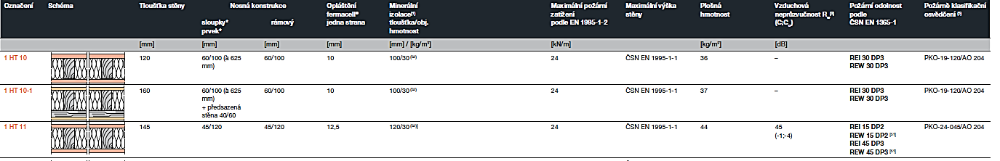 Označení Schéma Tloušťka stěny Nosná konstrukce Opláštění Minerální Maximální požární Maximální výška Plošná Vzduchová Požární odolnost Požárně klasifikační
fermacell® izolace[*] zatížení stěny hmotnost neprůzvučnost Rw podle osvědčení
sloupky* rámový jedna strana tloušťka/obj. podle EN 1995-1-2 (C;Ctr) ČSN EN 1365-1
prvek* hmotnost
[mm] [mm] [mm] [mm] [mm] / [kg/m³] [kN/m] [kg/m²] [dB]
1 HT 10 120 60/100 (à 625 60/100 10 100/30 24 ČSN EN 1995-1-1 36 – REI 30 DP3 PKO-19-120/AO 204
mm) REW 30 DP3
1 HT 10-1 160 60/100 (à 625 60/100 10 100/30 24 ČSN EN 1995-1-1 37 – REI 30 DP3 PKO-19-120/AO 204
mm) REW 30 DP3
+ předsazená
stěna 40/60
1 HT 11 145 45/120 45/120 12,5 120/30 24 ČSN EN 1995-1-1 44 45 REI 15 DP2 PKO-24-045/AO 204
(-1;-4) REW 15 DP2 [S1]
REI 45 DP3
REW 45 DP3 [S1]